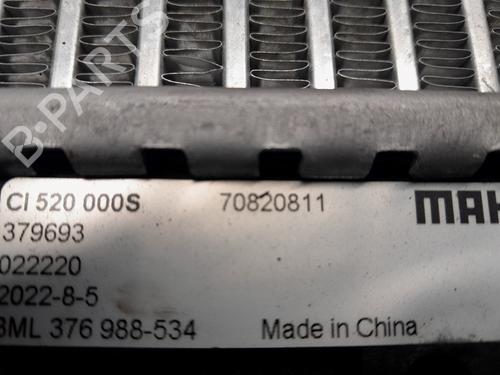 B-PARTS
CI 520 000S 70820811 MAH
379693
022220
2022-8-5
8ML 376 988-534 Made in China